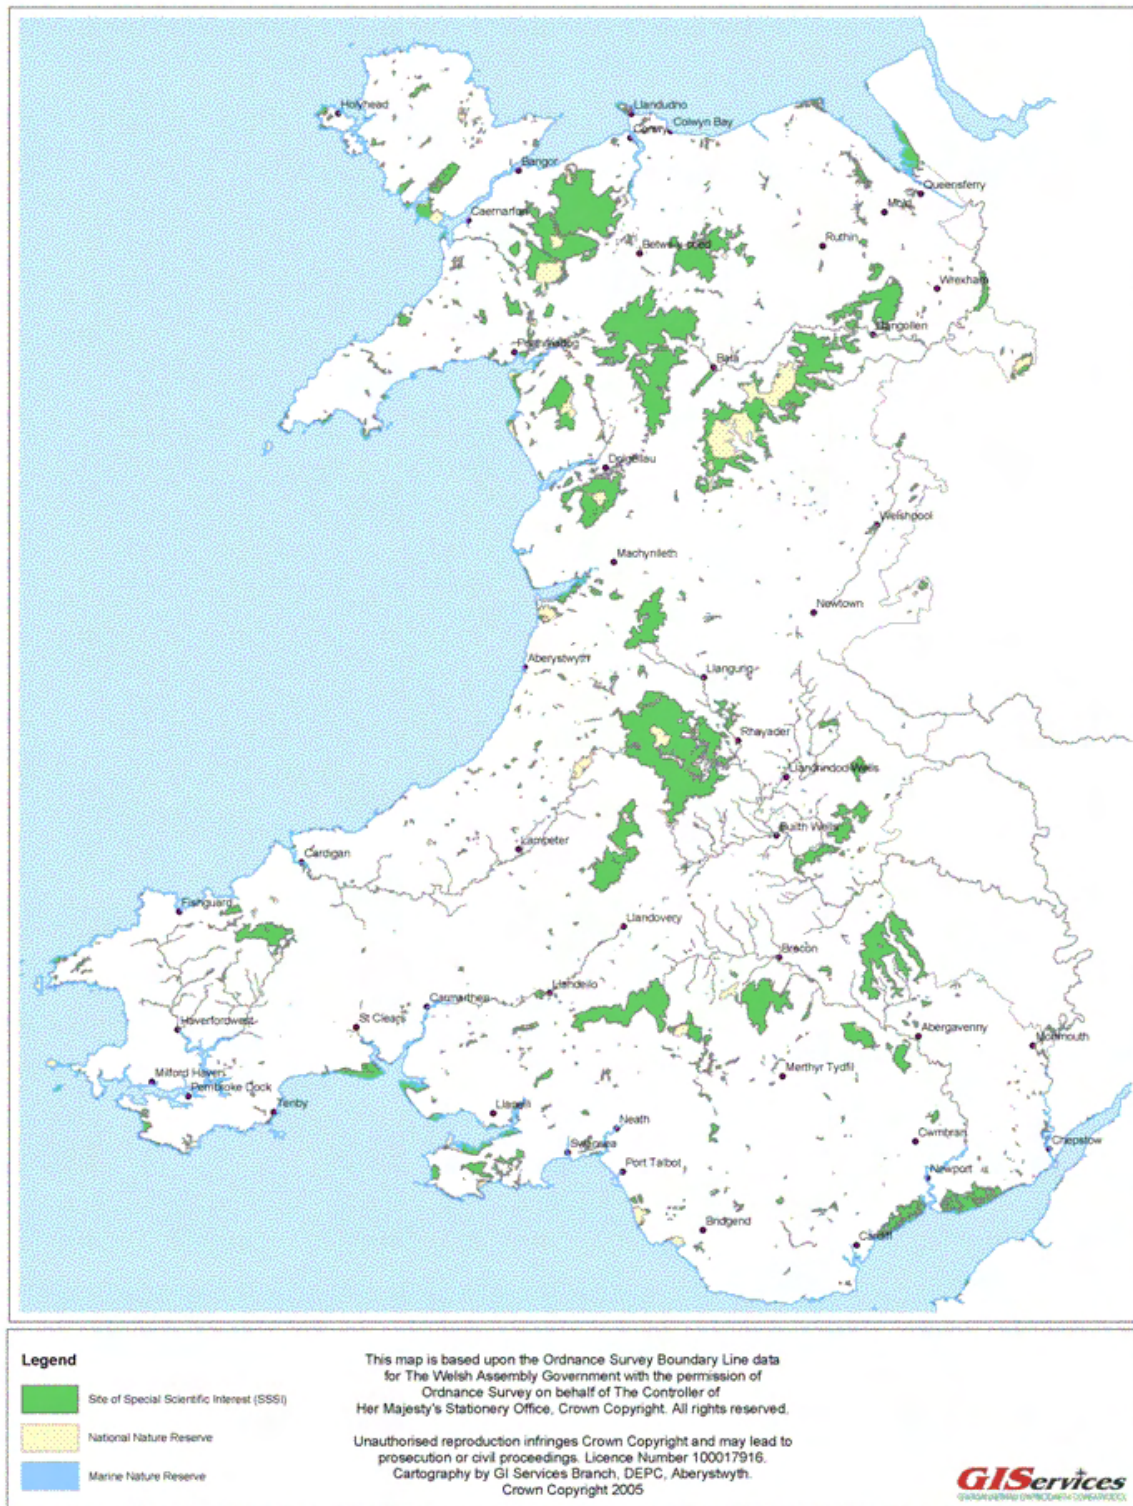 Holyhead
Llandudno
Conwy
Colwyn Bay
Bangor
Queensferry
Mold
Caernarfon
Ruthin
Betws-y-coed
Wrexham
Llangollen
Porthmadog
Bala
Dolgellau
Welshpool
Machynlleth
Newtown
Aberystwyth
Llangurig
Rhayader
Llandrindod Wells
Builth Wells
Lampeter
Cardigan
Fishguard
Llandovery
Brecon
Llandeilo
Carmarthen
Haverfordwest
St Clears
Abergavenny
Monmouth
Milford Haven
Merthyr Tydfil
Pembroke Dock
Tenby
Llanelli
Neath
Cwmbran
Chepstow
Swansea
Port Talbot
Newport
Bridgend
Cardiff
Legend
Site of Special Scientific Interest (SSSI)
National Nature Reserve
Marine Nature Reserve
This map is based upon the Ordnance Survey Boundary Line data
for The Welsh Assembly Government with the permission of
Ordnance Survey on behalf of The Controller of
Her Majesty's Stationery Office, Crown Copyright. All rights reserved.
Unauthorised reproduction infringes Crown Copyright and may lead to
prosecution or civil proceedings. Licence Number 100017916.
Cartography by GI Services Branch, DEPC, Aberystwyth.
Crown Copyright 2005
GIServices